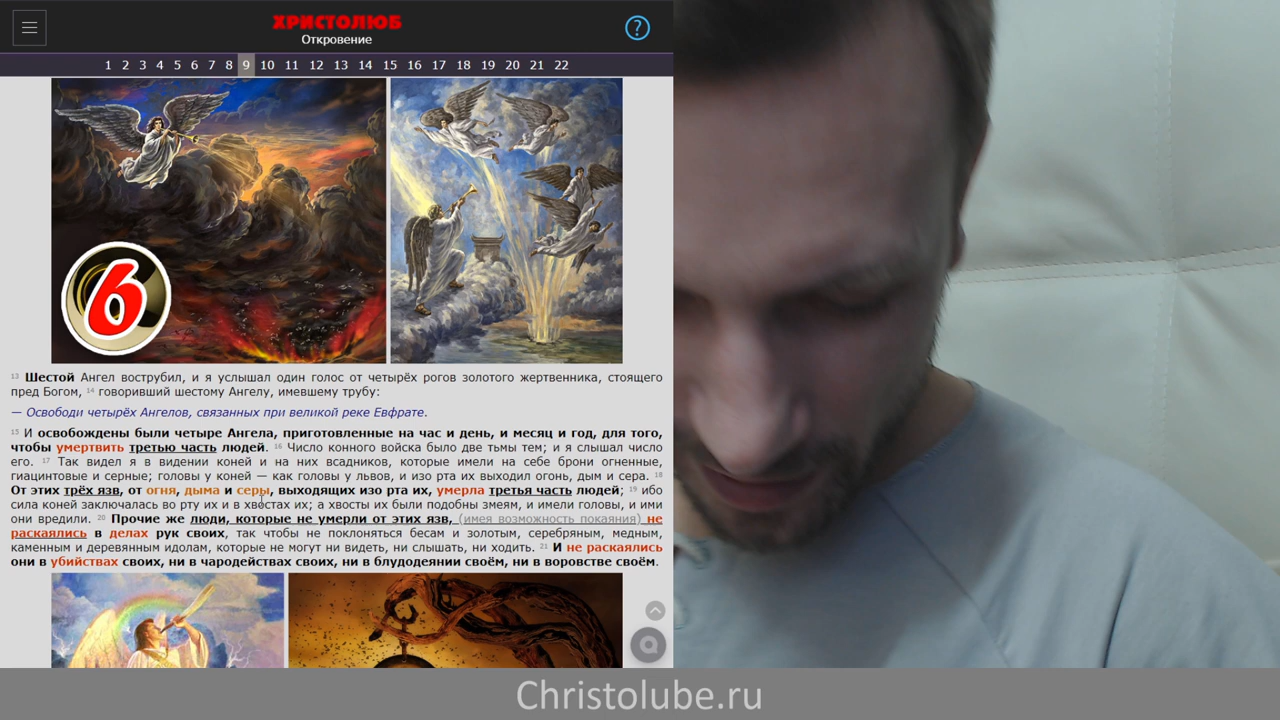 ХРИСТОЛЮБ
Откровение
?
1 2 3 4 5 6 7 8 9 10 11 12 13 14 15 16 17 18 19 20 21 22
6
13 Шестой Ангел вострубил, и я услышал один голос от четырёх рогов золотого жертвенника, стоящего
пред Богом, 14 говоривший шестому Ангелу, имевшему трубу:
— Освободи четырёх Ангелов, связанных при великой реке Евфрате.
15 И освобождены были четыре Ангела, приготовленные на час и день, и месяц и год, для того,
чтобы умертвить третью часть людей. 16 Число конного войска было две тьмы тем; и я слышал число
его. 17 Так видел я в видении коней и на них всадников, которые имели на себе брони огненные,
гиацинтовые и серные; головы у коней — как головы у львов, и изо рта их выходил огонь, дым и сера. 18
От этих трёх язв, от огня, дыма и серы, выходящих изо рта их, умерла третья часть людей; 19 ибо
сила коней заключалась во рту их и в хвостах их; а хвосты их были подобны змеям, и имели головы, и ими
они вредили. 20 Прочие же люди, которые не умерли от этих язв, (имея возможность покаяния) не
раскаялись в делах рук своих, так чтобы не поклоняться бесам и золотым, серебряным, медным,
каменным и деревянным идолам, которые не могут ни видеть, ни слышать, ни ходить. 21 И не раскаялись
они в убийствах своих, ни в чародействах своих, ни в блудодеянии своём, ни в воровстве своём.
Christolube.ru